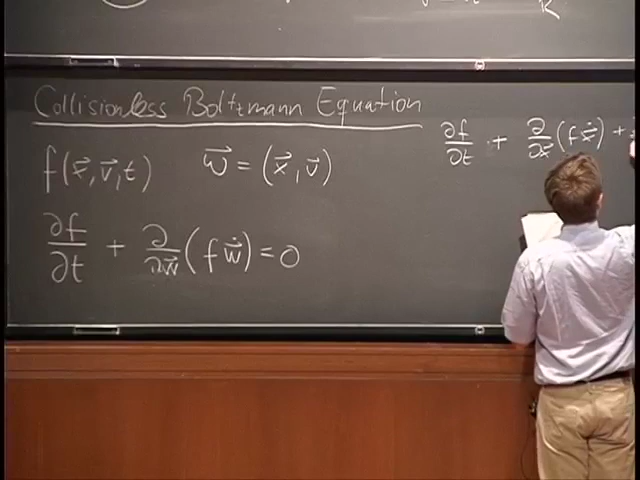 Collisionless Boltzmann Equation
f(x⃗, v⃗, t)   w⃗ = (x⃗, v⃗)
∂f/∂t + ∂/∂w⃗ (f w⃗̇) = 0
∂f/∂t + ∂/∂x⃗ (f x⃗̇) +